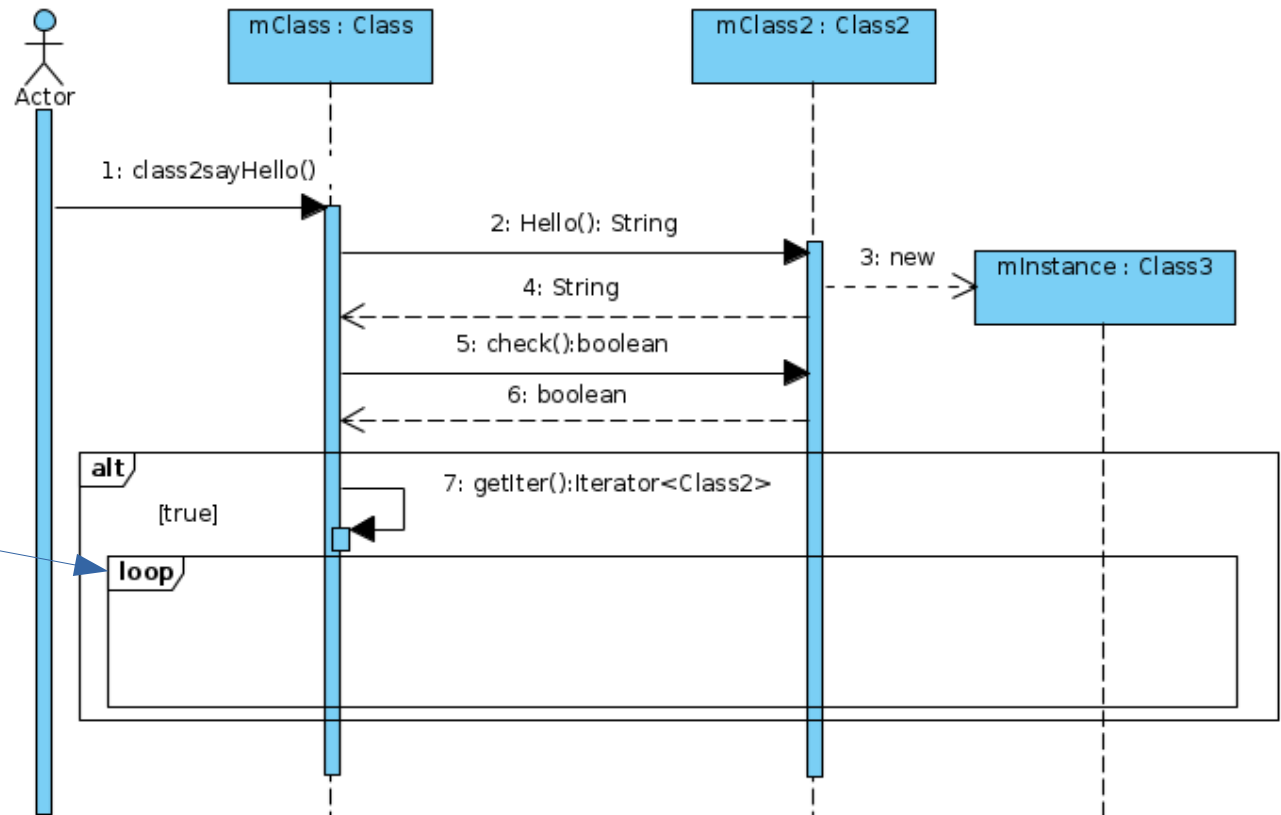 mClass : Class
mClass2 : Class2
Actor
1: class2sayHello()
2: Hello(): String
3: new
mInstance : Class3
4: String
5: check():boolean
6: boolean
alt
7: getIter():Iterator<Class2>
[true]
loop